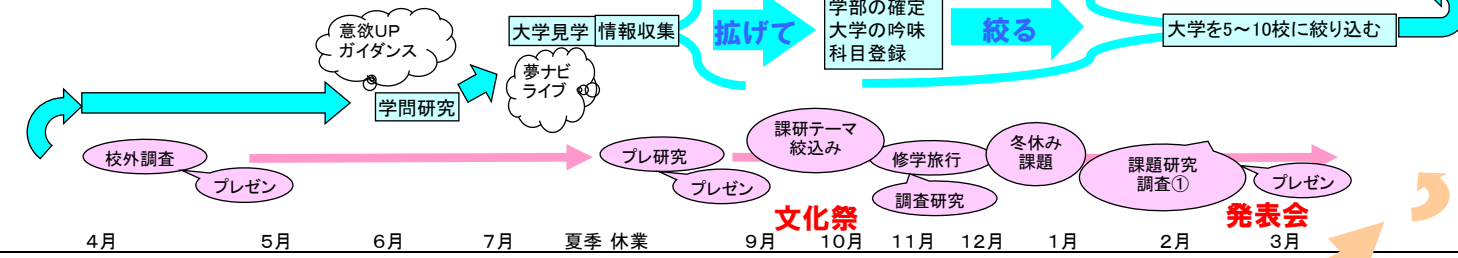 意欲UP
ガイダンス
大学見学
情報収集
拡げて
学部の確定
大学の吟味
科目登録
絞る
大学を5～10校に絞り込む
夢ナビ
ライブ
学問研究
校外調査
プレゼン
プレ研究
プレゼン
課研テーマ
絞込み
修学旅行
調査研究
冬休み
課題
課題研究
調査①
プレゼン
文化祭
発表会
4月 5月 6月 7月 夏季 休業 9月 10月 11月 12月 1月 2月 3月